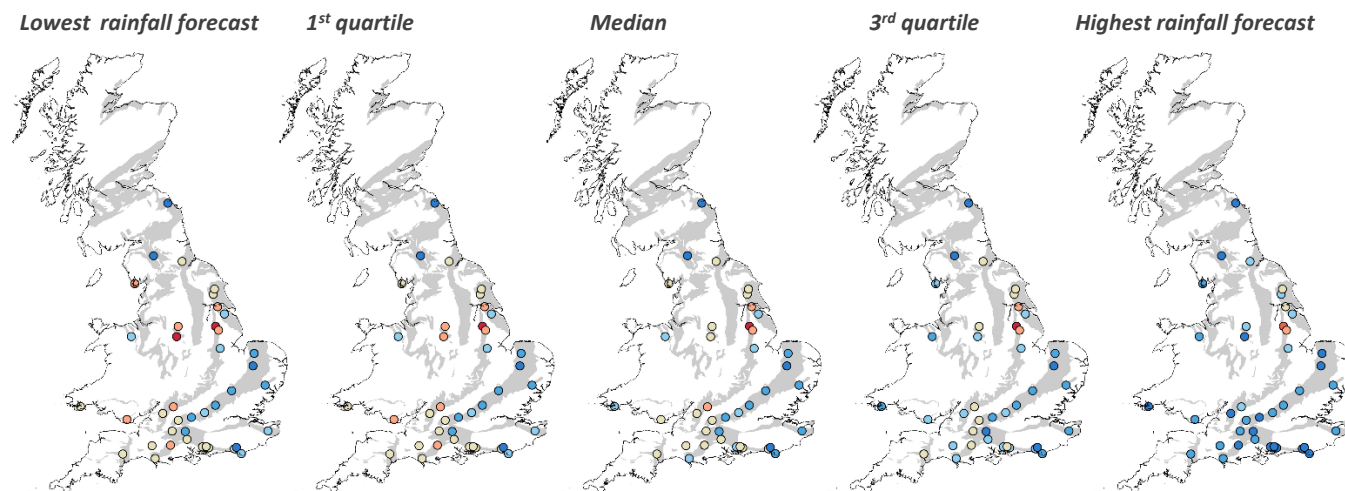 Lowest rainfall forecast
1st quartile
Median
3rd quartile
Highest rainfall forecast